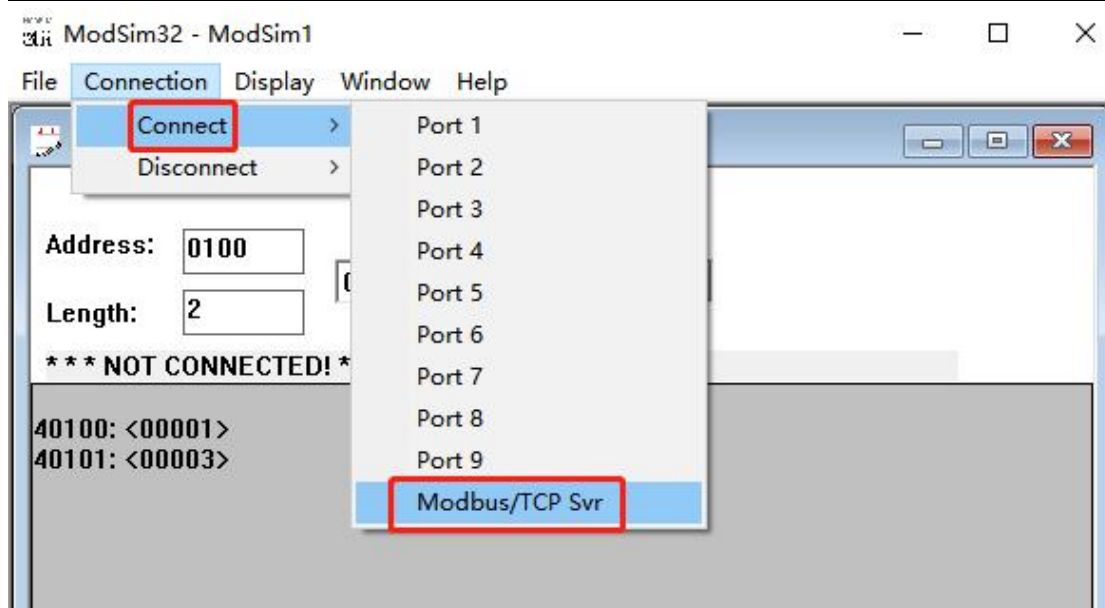 ModSim32 - ModSim1
File Connection Display Window Help
Connect >
Disconnect >
Port 1
Port 2
Port 3
Port 4
Port 5
Port 6
Port 7
Port 8
Port 9
Modbus/TCP Svr
Address: 0100
Length: 2
* * * NOT CONNECTED! *
40100: <00001>
40101: <00003>